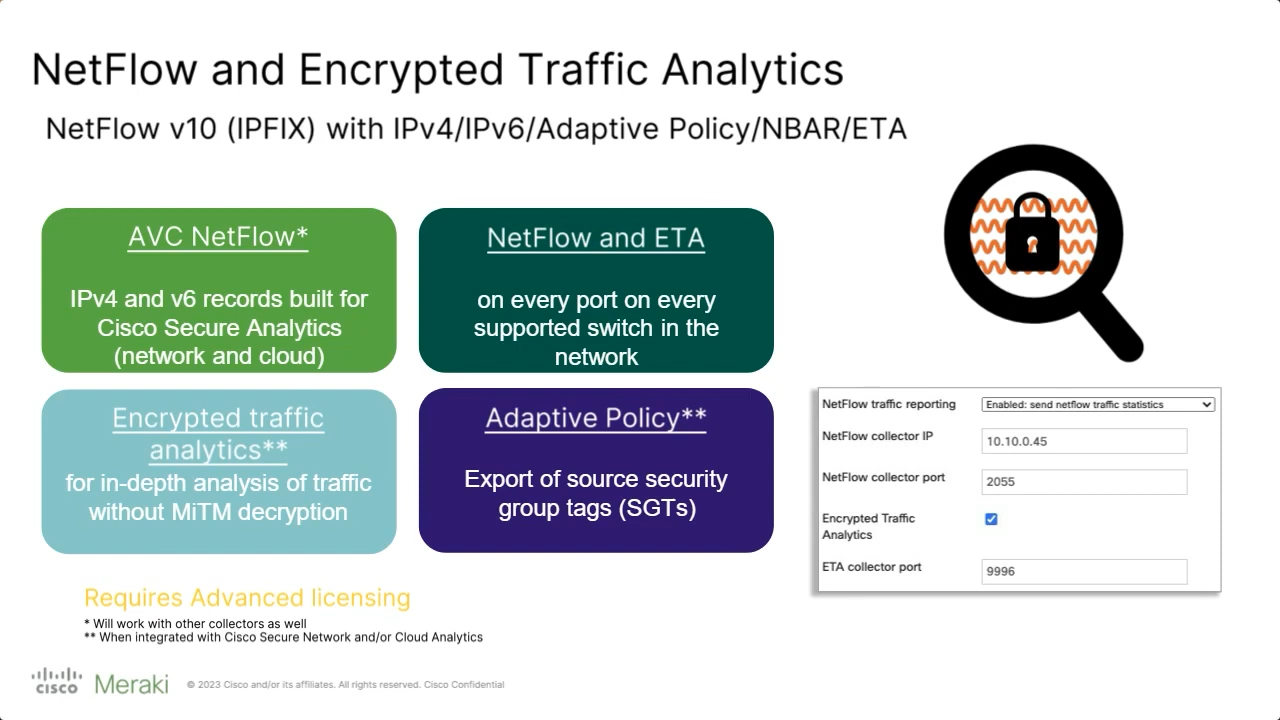 NetFlow and Encrypted Traffic Analytics
NetFlow v10 (IPFIX) with IPv4/IPv6/Adaptive Policy/NBAR/ETA
AVC NetFlow*
IPv4 and v6 records built for
Cisco Secure Analytics
(network and cloud)
NetFlow and ETA
on every port on every
supported switch in the
network
Encrypted traffic
analytics**
for in-depth analysis of traffic
without MiTM decryption
Adaptive Policy**
Export of source security
group tags (SGTs)
NetFlow traffic reporting
Enabled: send netflow traffic statistics
NetFlow collector IP
10.10.0.45
NetFlow collector port
2055
Encrypted Traffic
Analytics
ETA collector port
9996
Requires Advanced licensing
* Will work with other collectors as well
** When integrated with Cisco Secure Network and/or Cloud Analytics
cisco Meraki
© 2023 Cisco and/or its affiliates. All rights reserved. Cisco Confidential